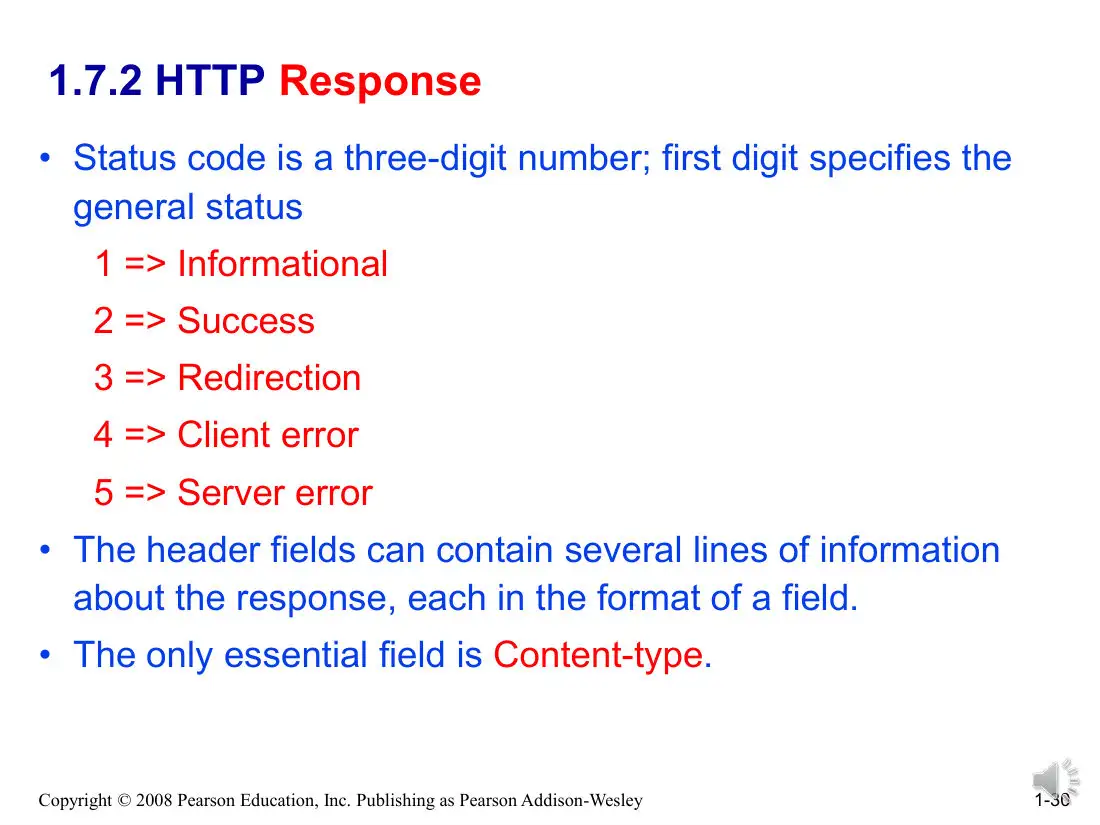 1.7.2 HTTP Response
• Status code is a three-digit number; first digit specifies the
general status
1 => Informational
2 => Success
3 => Redirection
4 => Client error
5 => Server error
• The header fields can contain several lines of information
about the response, each in the format of a field.
• The only essential field is Content-type.
Copyright © 2008 Pearson Education, Inc. Publishing as Pearson Addison-Wesley
1-30